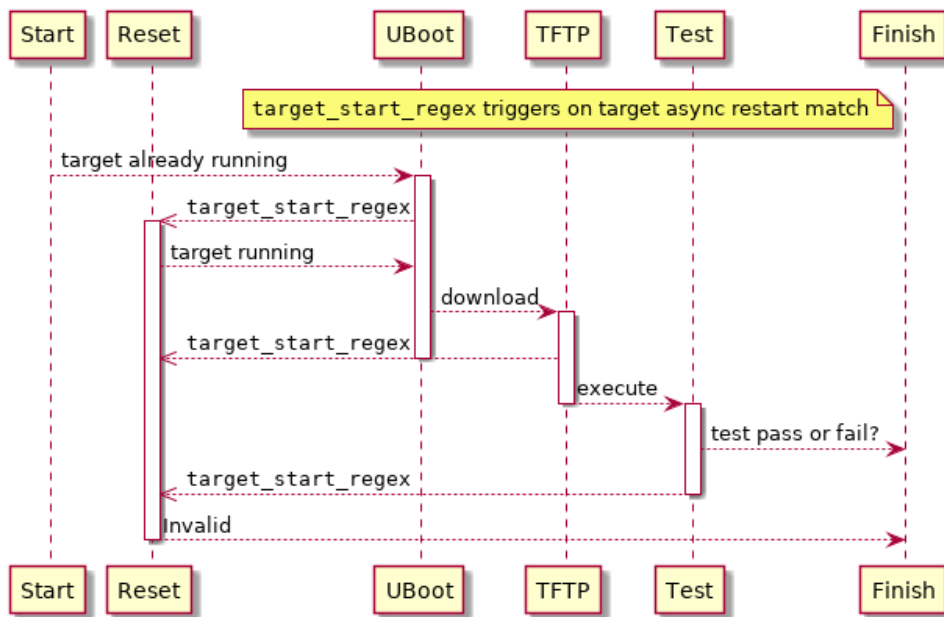 Start Reset UBoot TFTP Test Finish
target_start_regex triggers on target async restart match
target already running
target_start_regex
target running
download
target_start_regex
execute
test pass or fail?
target_start_regex
Invalid
Start Reset UBoot TFTP Test Finish